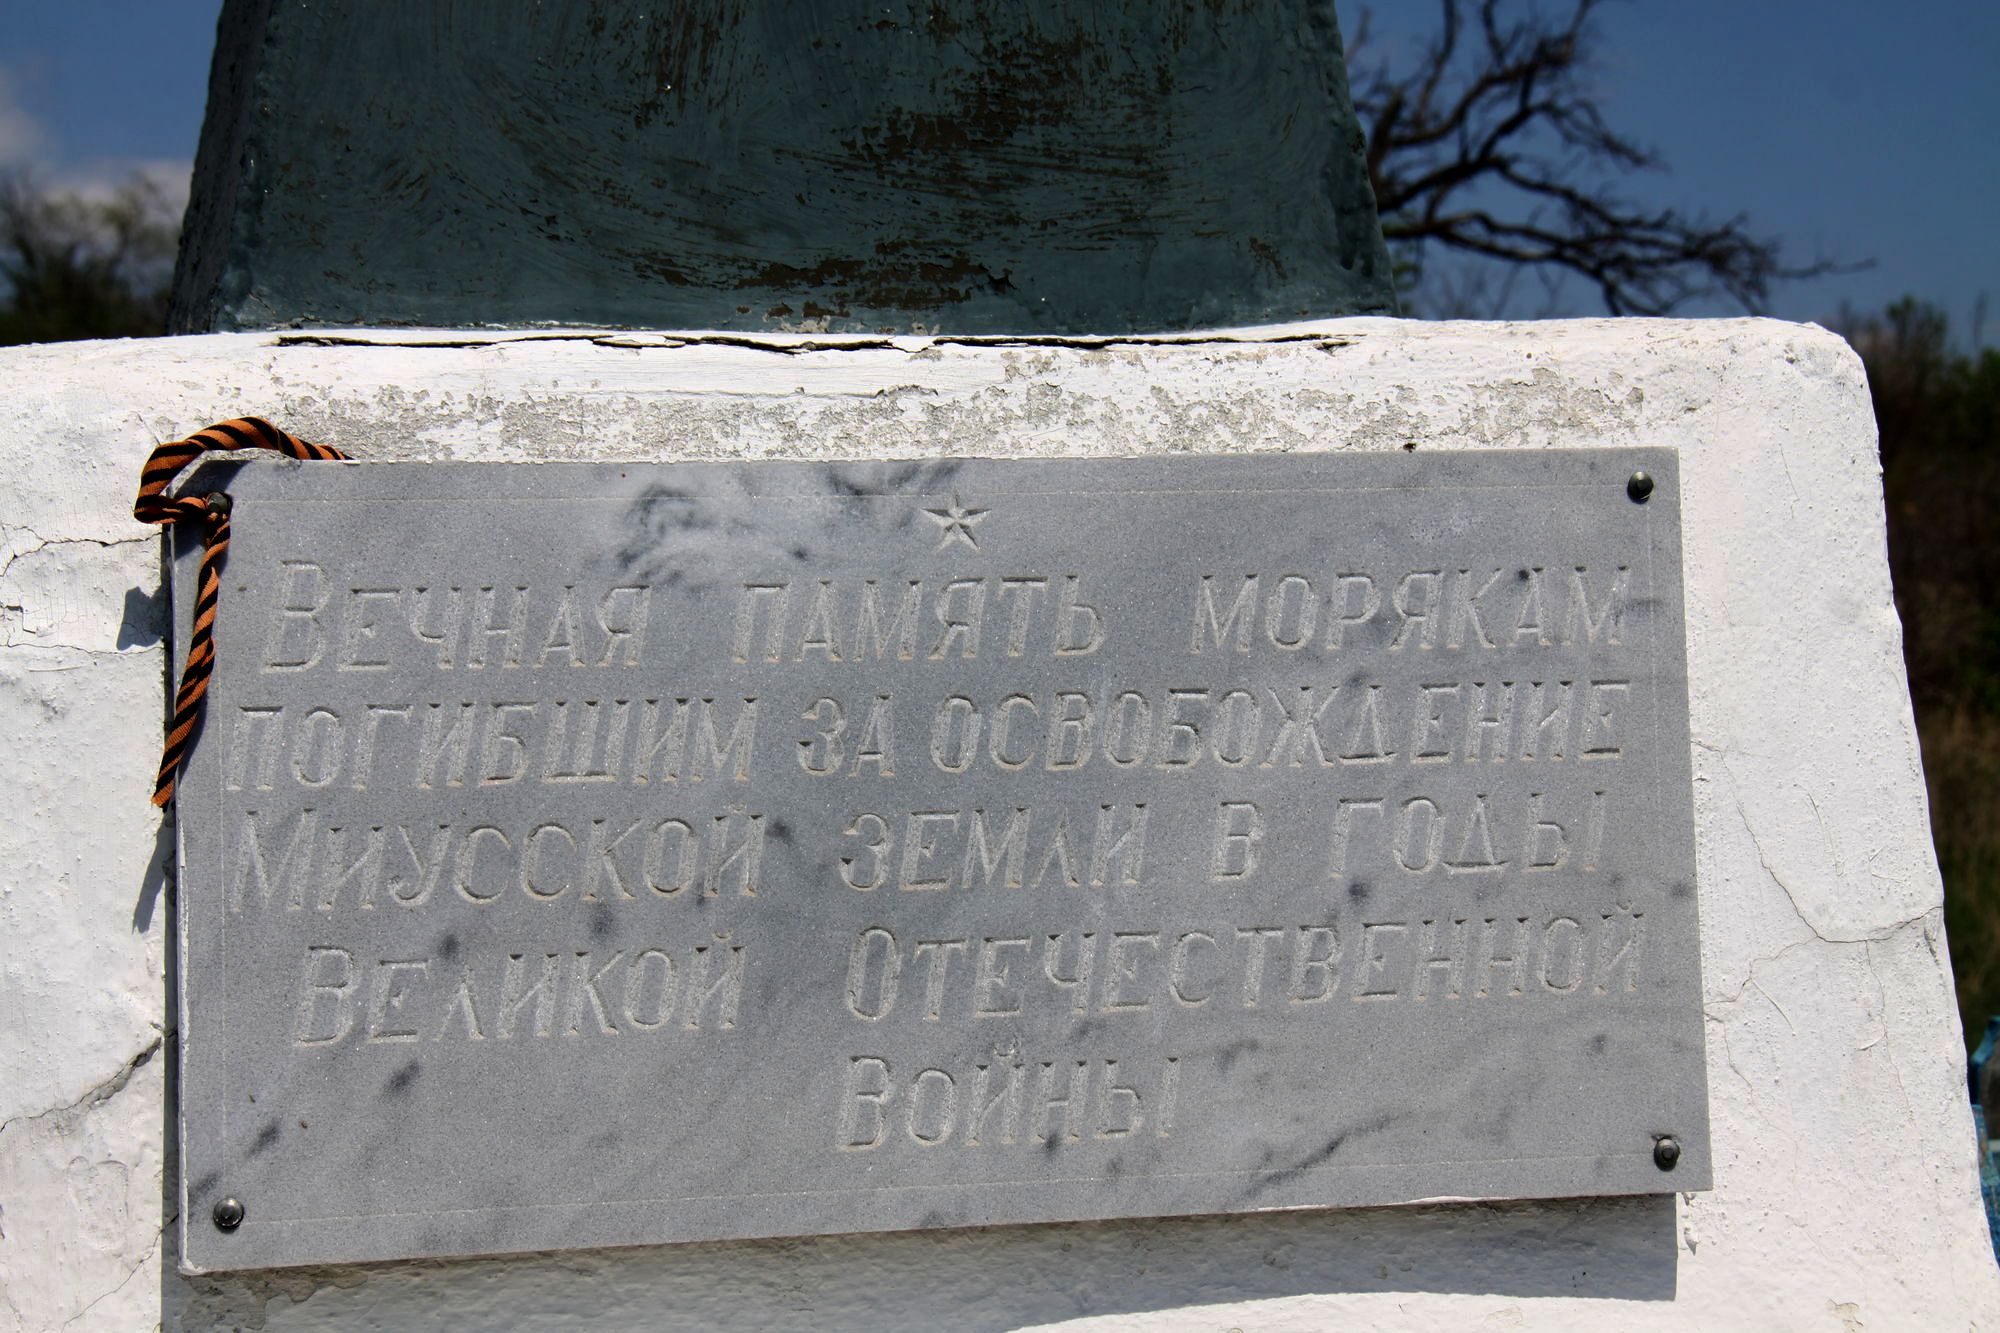 Вечная память морякам
погибшим за освобождение
Миусской земли в годы
Великой Отечественной
Войны